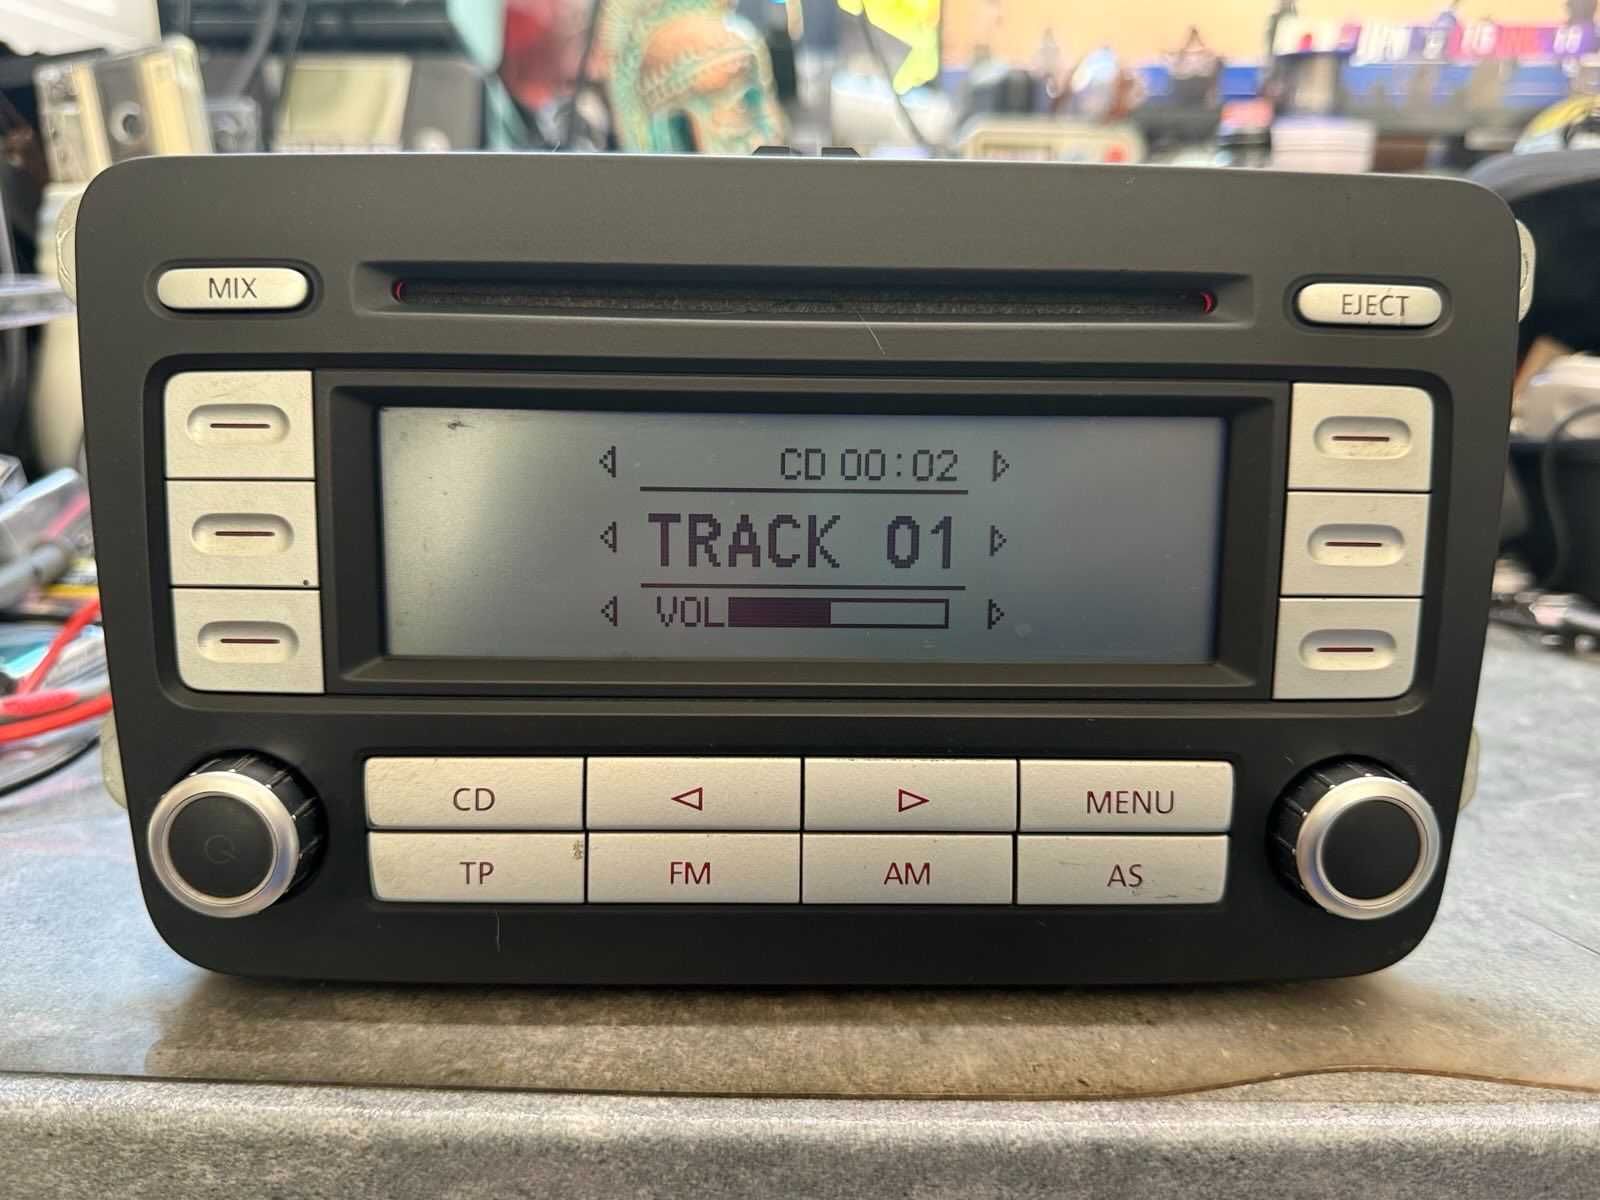 MIX
EJECT
CD 00:02
TRACK 01
VOL
CD
MENU
TP
FM
AM
AS